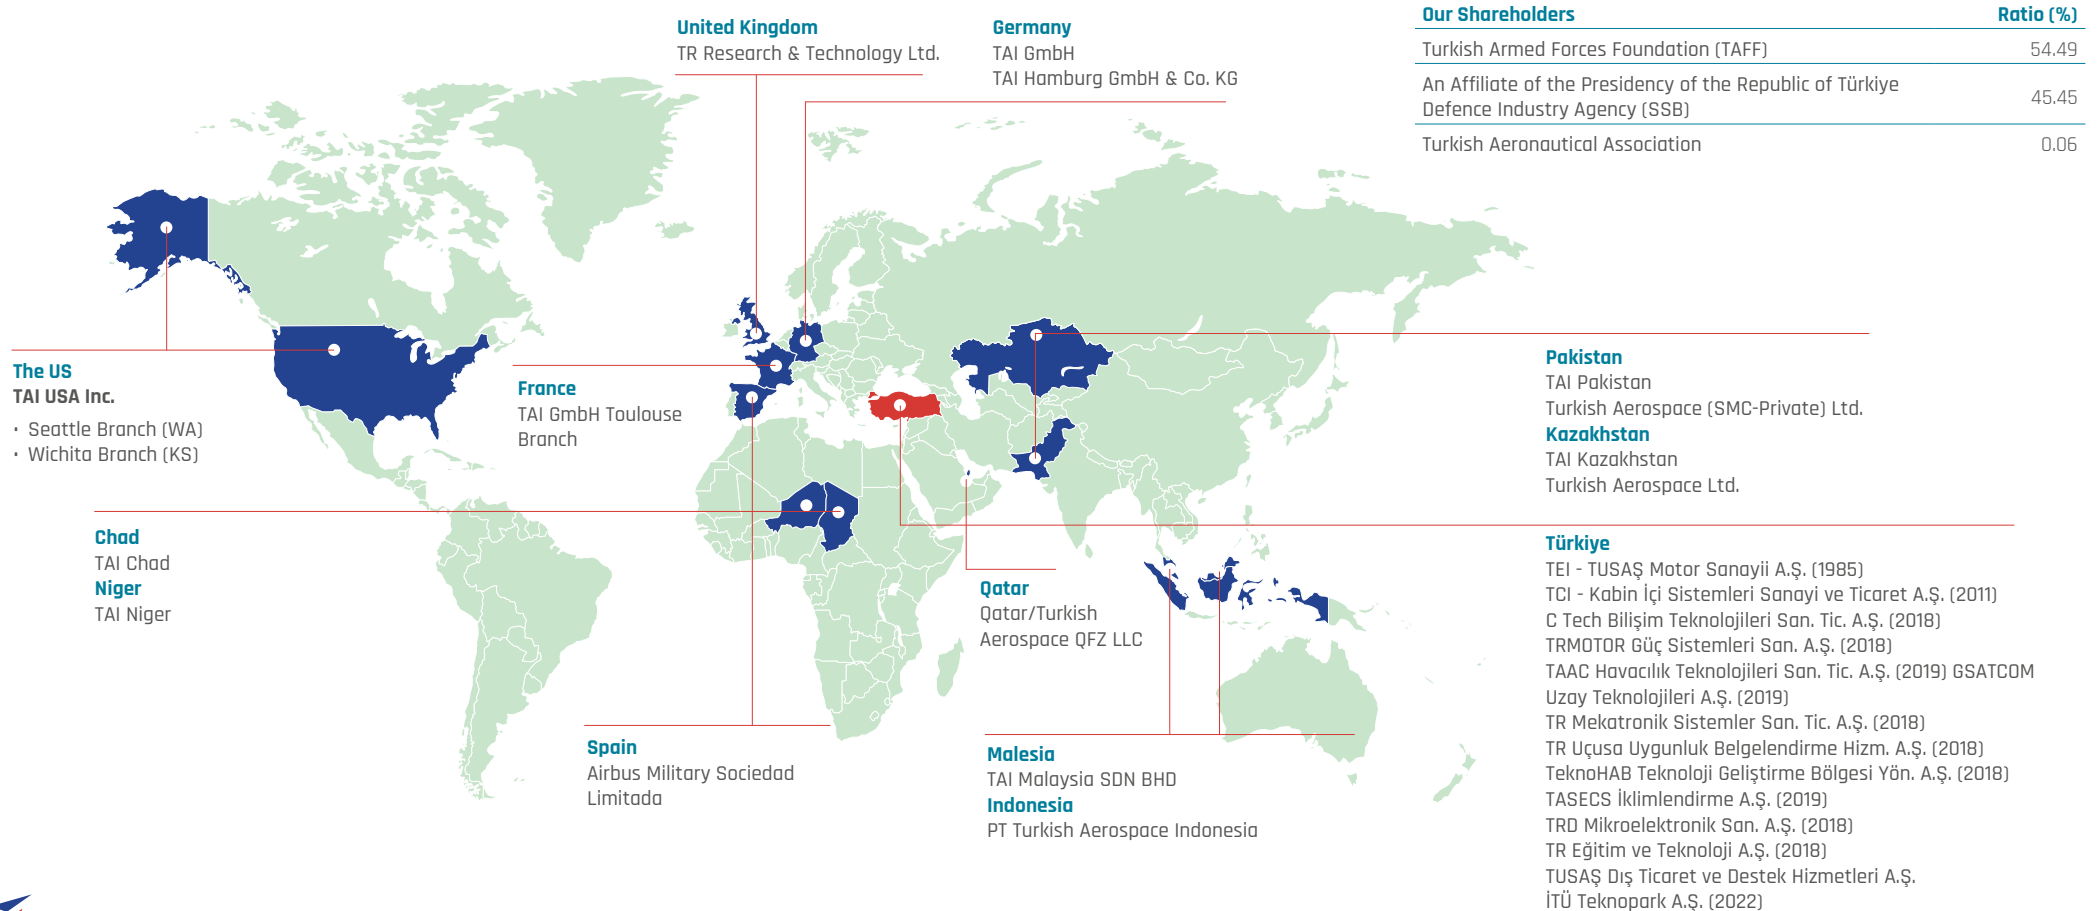 United Kingdom
TR Research & Technology Ltd.
Germany
TAI GmbH
TAI Hamburg GmbH & Co. KG
Our Shareholders Ratio (%)
Turkish Armed Forces Foundation (TAFF) 54.49
An Affiliate of the Presidency of the Republic of Türkiye
Defence Industry Agency (SSB) 45.45
Turkish Aeronautical Association 0.06
The US
TAI USA Inc.
· Seattle Branch (WA)
· Wichita Branch (KS)
France
TAI GmbH Toulouse
Branch
Pakistan
TAI Pakistan
Turkish Aerospace (SMC-Private) Ltd.
Kazakhstan
TAI Kazakhstan
Turkish Aerospace Ltd.
Chad
TAI Chad
Niger
TAI Niger
Qatar
Qatar/Turkish
Aerospace QFZ LLC
Spain
Airbus Military Sociedad
Limitada
Malesia
TAI Malaysia SDN BHD
Indonesia
PT Turkish Aerospace Indonesia
Türkiye
TEI - TUSAŞ Motor Sanayii A.Ş. (1985)
TCI - Kabin İçi Sistemleri Sanayi ve Ticaret A.Ş. (2011)
C Tech Bilişim Teknolojileri San. Tic. A.Ş. (2018)
TRMOTOR Güç Sistemleri San. A.Ş. (2018)
TAAC Havacılık Teknolojileri San. Tic. A.Ş. (2019) GSATCOM
Uzay Teknolojileri A.Ş. (2019)
TR Mekatronik Sistemler San. Tic. A.Ş. (2018)
TR Uçusa Uygunluk Belgelendirme Hizm. A.Ş. (2018)
TeknoHAB Teknoloji Geliştirme Bölgesi Yön. A.Ş. (2018)
TASECS İklimlendirme A.Ş. (2019)
TRD Mikroelektronik San. A.Ş. (2018)
TR Eğitim ve Teknoloji A.Ş. (2018)
TUSAŞ Dış Ticaret ve Destek Hizmetleri A.Ş.
İTÜ Teknopark A.Ş. (2022)